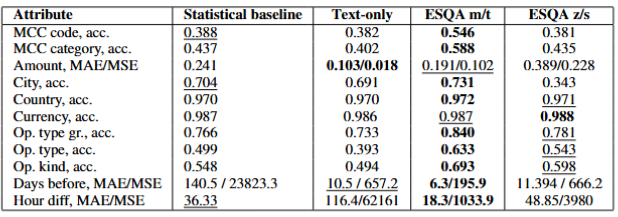 Attribute Statistical baseline Text-only ESQA m/t ESQA z/s
MCC code, acc. 0.388 0.382 0.546 0.381
MCC category, acc. 0.437 0.402 0.588 0.435
Amount, MAE/MSE 0.241 0.103/0.018 0.191/0.102 0.389/0.228
City, acc. 0.704 0.691 0.731 0.343
Country, acc. 0.970 0.970 0.972 0.971
Currency, acc. 0.987 0.986 0.987 0.988
Op. type gr., acc. 0.766 0.733 0.840 0.781
Op. type, acc. 0.499 0.393 0.633 0.543
Op. kind, acc. 0.548 0.494 0.693 0.598
Days before, MAE/MSE 140.5 / 23823.3 10.5 / 657.2 6.3/195.9 11.394 / 666.2
Hour diff, MAE/MSE 36.33 116.4/62161 18.3/1033.9 48.85/3980